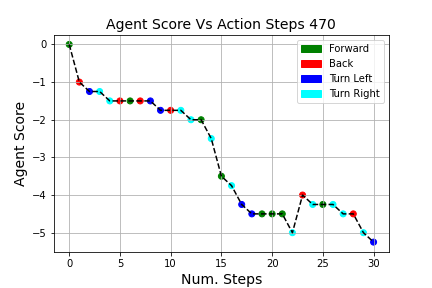 Agent Score Vs Action Steps 470
Forward
Back
Turn Left
Turn Right
Agent Score
0
−1
−2
−3
−4
−5
0 5 10 15 20 25 30
Num. Steps